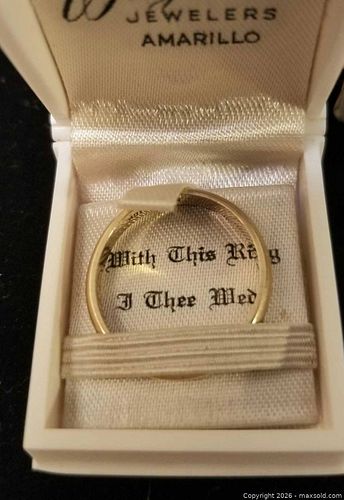 JEWELERS
AMARILLO
With This Ring
I Thee Wed
Copyright 2026 - maxsold.com